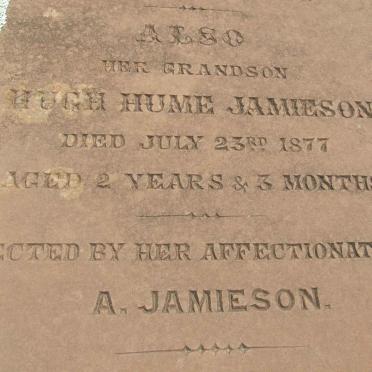 ALSO
HER GRANDSON
HUGH HUME JAMIESON
DIED JULY 23RD 1877
AGED 2 YEARS & 3 MONTHS
ECTED BY HER AFFECTIONAT
A. JAMIESON.